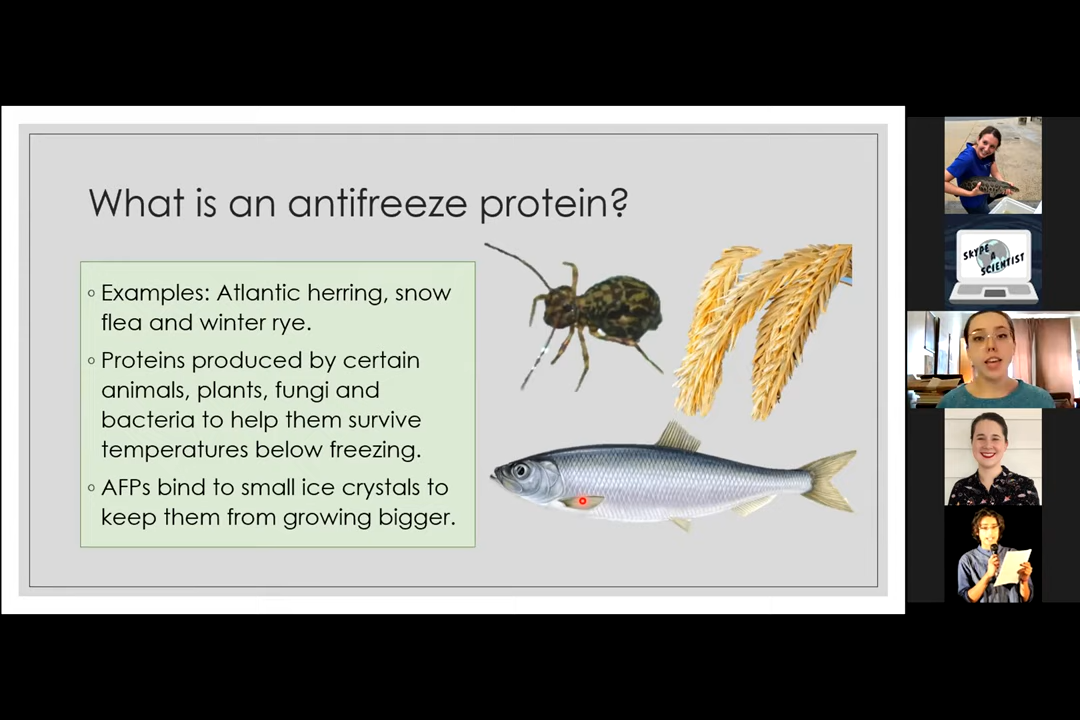 What is an antifreeze protein?
◦ Examples: Atlantic herring, snow
flea and winter rye.
◦ Proteins produced by certain
animals, plants, fungi and
bacteria to help them survive
temperatures below freezing.
◦ AFPs bind to small ice crystals to
keep them from growing bigger.
SKYPE
A
SCIENTIST